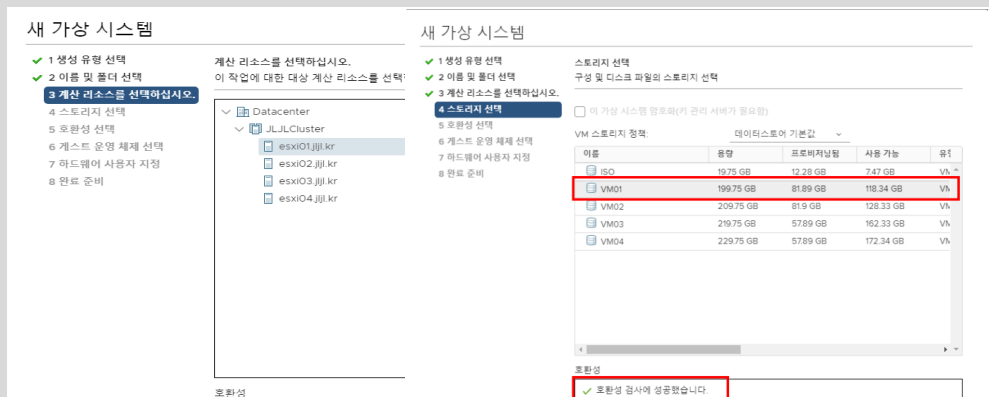 새 가상 시스템
1 생성 유형 선택
2 이름 및 폴더 선택
3 계산 리소스를 선택하십시오.
4 스토리지 선택
5 호환성 선택
6 게스트 운영 체제 선택
7 하드웨어 사용자 지정
8 완료 준비
계산 리소스를 선택하십시오.
이 작업에 대한 대상 계산 리소스를 선택
Datacenter
JLJLCluster
esxi01.jljl.kr
esxi02.jljl.kr
esxi03.jljl.kr
esxi04.jljl.kr
호환성
새 가상 시스템
1 생성 유형 선택
2 이름 및 폴더 선택
3 계산 리소스를 선택하십시오.
4 스토리지 선택
5 호환성 선택
6 게스트 운영 체제 선택
7 하드웨어 사용자 지정
8 완료 준비
스토리지 선택
구성 및 디스크 파일의 스토리지 선택
이 가상 시스템 암호화(키 관리 서버가 필요함)
VM 스토리지 정책: 데이터스토어 기본값
이름 용량 프로비저닝됨 사용 가능 유형
ISO 19.75 GB 12.28 GB 7.47 GB VM
VM01 199.75 GB 81.89 GB 118.34 GB VM
VM02 209.75 GB 81.9 GB 128.33 GB VM
VM03 219.75 GB 57.89 GB 162.33 GB VM
VM04 229.75 GB 57.89 GB 172.34 GB VM
호환성
호환성 검사에 성공했습니다.